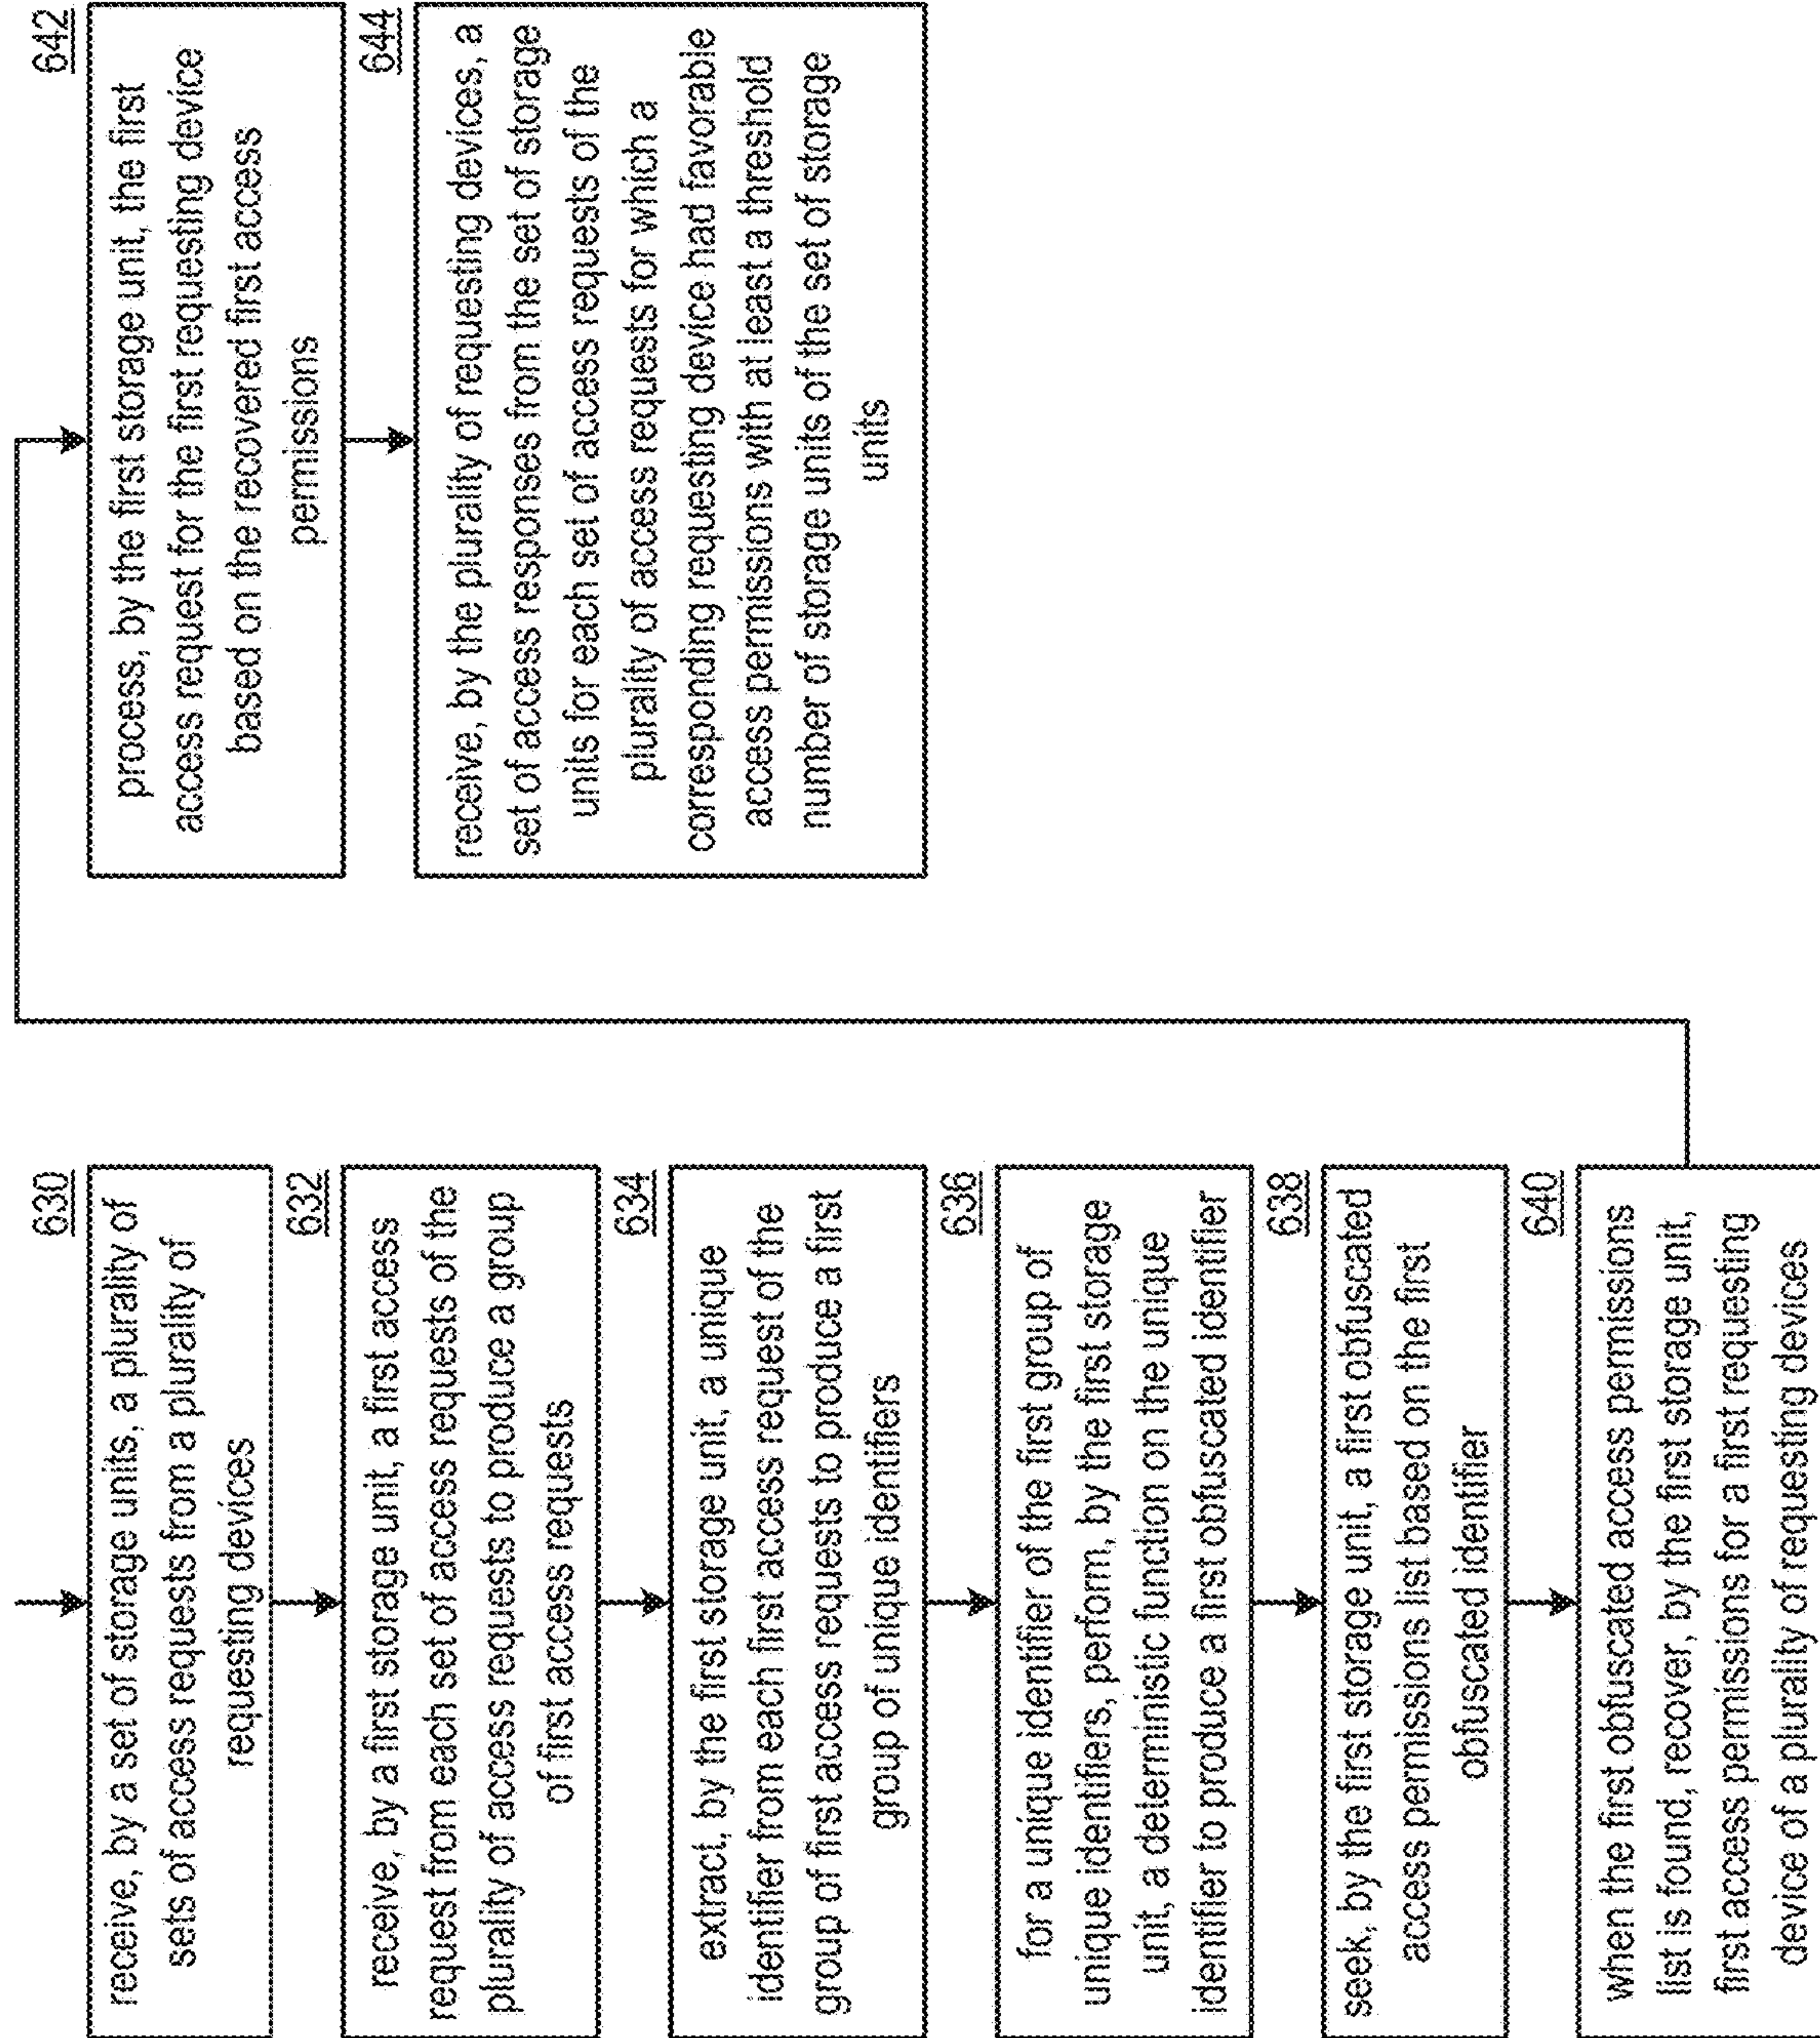 630
receive, by a set of storage units, a plurality of
sets of access requests from a plurality of
requesting devices
632
receive, by a first storage unit, a first access
request from each set of access requests of the
plurality of access requests to produce a group
of first access requests
634
extract, by the first storage unit, a unique
identifier from each first access request of the
group of first access requests to produce a first
group of unique identifiers
636
for a unique identifier of the first group of
unique identifiers, perform, by the first storage
unit, a deterministic function on the unique
identifier to produce a first obfuscated identifier
638
seek, by the first storage unit, a first obfuscated
access permissions list based on the first
obfuscated identifier
640
when the first obfuscated access permissions
list is found, recover, by the first storage unit,
first access permissions for a first requesting
device of a plurality of requesting devices
642
process, by the first storage unit, the first
access request for the first requesting device
based on the recovered first access
permissions
644
receive, by the plurality of requesting devices, a
set of access responses from the set of storage
units for each set of access requests of the
plurality of access requests for which a
corresponding requesting device had favorable
access permissions with at least a threshold
number of storage units of the set of storage
units